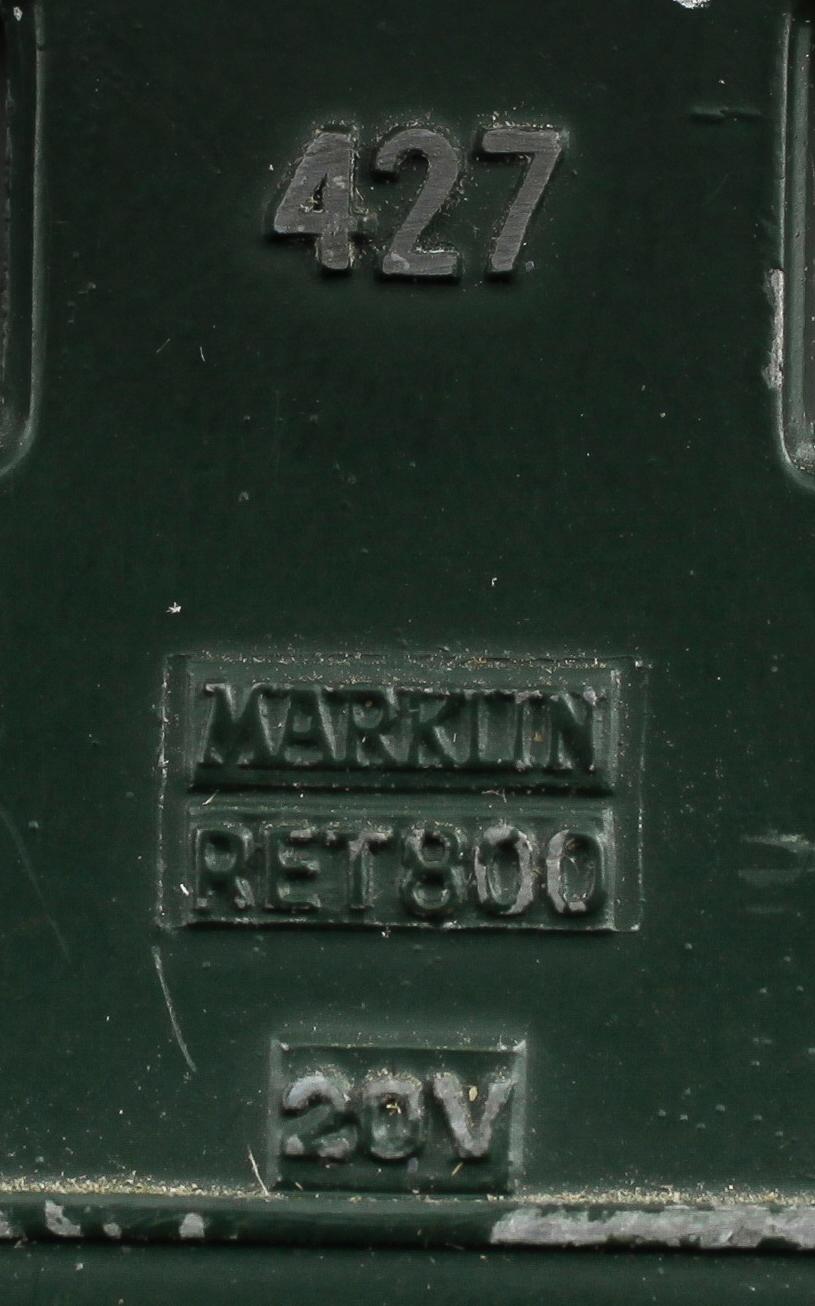 427
MARKLIN
RET800
20V